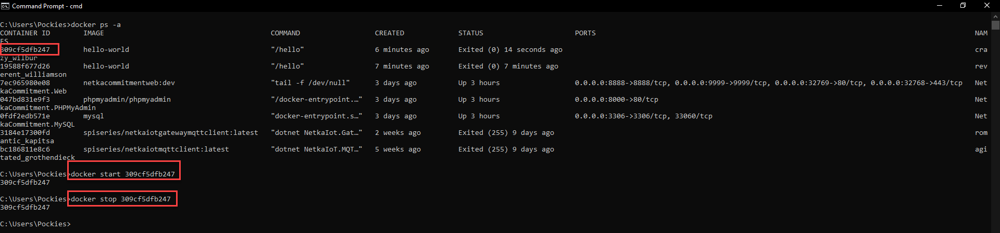 Command Prompt - cmd
C:\Users\Pockies>docker ps -a
CONTAINER ID        IMAGE                                        COMMAND                  CREATED             STATUS                      PORTS                                                                                          NAM
ES
309cf5dfb247        hello-world                                  "/hello"                 6 minutes ago       Exited (0) 14 seconds ago                                                                                                  cra
zy_wilbur
19588f677d26        hello-world                                  "/hello"                 7 minutes ago       Exited (0) 7 minutes ago                                                                                                   rev
erent_williamson
7ec965980e08        netkacommitmentweb:dev                       "tail -f /dev/null"      3 days ago          Up 3 hours                  0.0.0.0:8888->8888/tcp, 0.0.0.0:9999->9999/tcp, 0.0.0.0:32769->80/tcp, 0.0.0.0:32768->443/tcp   Net
kaCommitment.Web
047bd831e9f3        phpmyadmin/phpmyadmin                        "/docker-entrypoint.…"   3 days ago          Up 3 hours                  0.0.0.0:8000->80/tcp                                                                           Net
kaCommitment.PHPMyAdmin
0fdf2edb571e        mysql                                        "docker-entrypoint.s…"   3 days ago          Up 3 hours                  0.0.0.0:3306->3306/tcp, 33060/tcp                                                              Net
kaCommitment.MySQL
3184e17300fd        spiseries/netkaiotgatewaymqttclient:latest   "dotnet NetkaIot.Gat…"   2 weeks ago         Exited (255) 9 days ago                                                                                                    rom
antic_kapitsa
bc186811e8c6        spiseries/netkaiotmqttclient:latest          "dotnet NetkaIoT.MQT…"   5 weeks ago         Exited (255) 9 days ago                                                                                                    agi
tated_grothendieck
C:\Users\Pockies>docker start 309cf5dfb247
309cf5dfb247
C:\Users\Pockies>docker stop 309cf5dfb247
309cf5dfb247
C:\Users\Pockies>